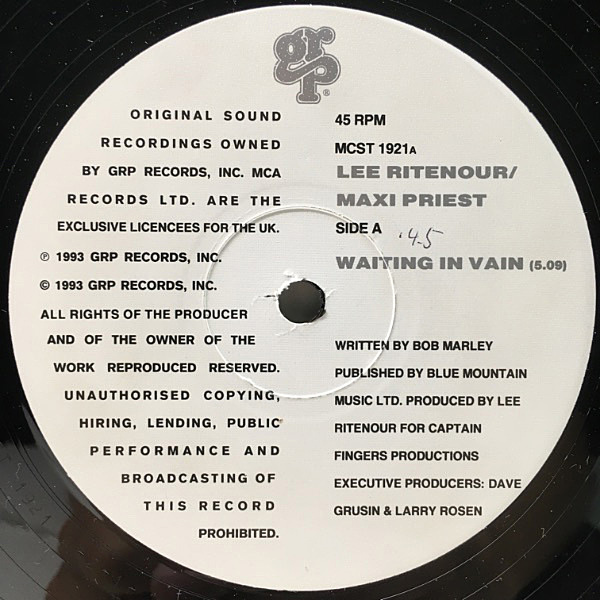 grp®
ORIGINAL SOUND
RECORDINGS OWNED
BY GRP RECORDS, INC. MCA
RECORDS LTD. ARE THE
EXCLUSIVE LICENCEES FOR THE UK.
℗ 1993 GRP RECORDS, INC.
© 1993 GRP RECORDS, INC.
ALL RIGHTS OF THE PRODUCER
AND OF THE OWNER OF THE
WORK REPRODUCED RESERVED.
UNAUTHORISED COPYING,
HIRING, LENDING, PUBLIC
PERFORMANCE AND
BROADCASTING OF
THIS RECORD
PROHIBITED.
45 RPM
MCST 1921A
LEE RITENOUR/
MAXI PRIEST
SIDE A .45
WAITING IN VAIN (5.09)
WRITTEN BY BOB MARLEY
PUBLISHED BY BLUE MOUNTAIN
MUSIC LTD. PRODUCED BY LEE
RITENOUR FOR CAPTAIN
FINGERS PRODUCTIONS
EXECUTIVE PRODUCERS: DAVE
GRUSIN & LARRY ROSEN